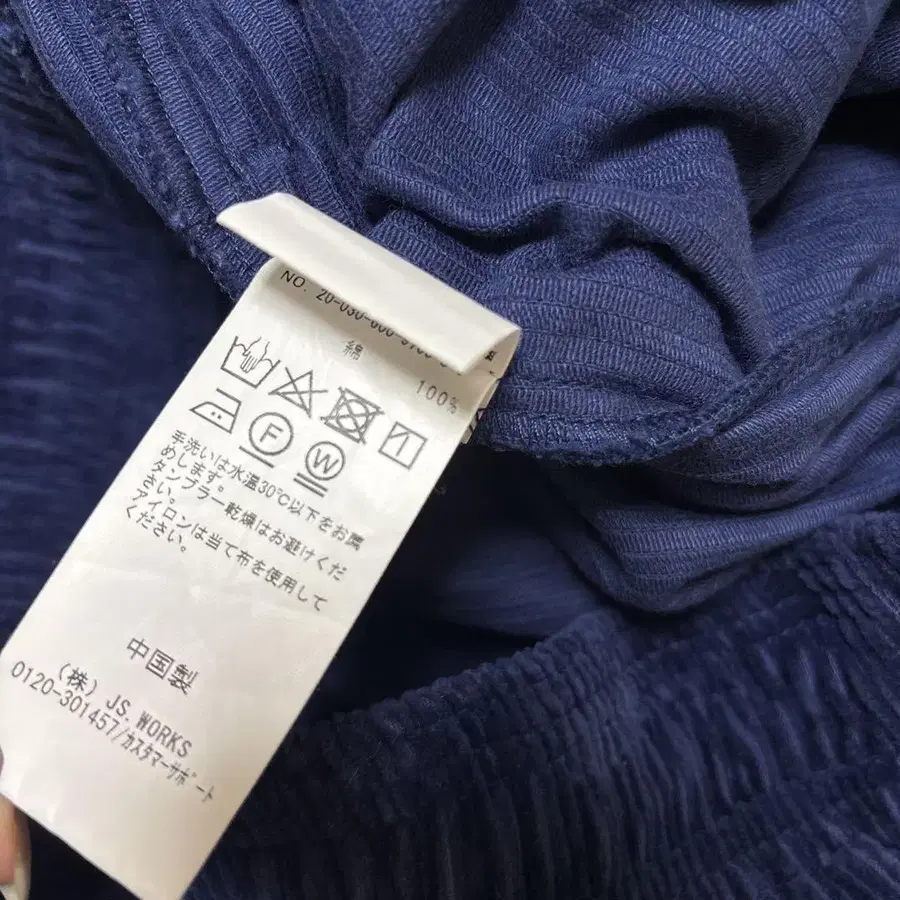 NO. 20-030-600-
綿
100%
F
W
手洗いは水温30℃以下をお薦
めします。
タンブラー乾燥はお避けくだ
さい。
アイロンは当て布を使用して
ください。
中国製
(株) JS. WORKS
0120-301457/カスタマーサポート